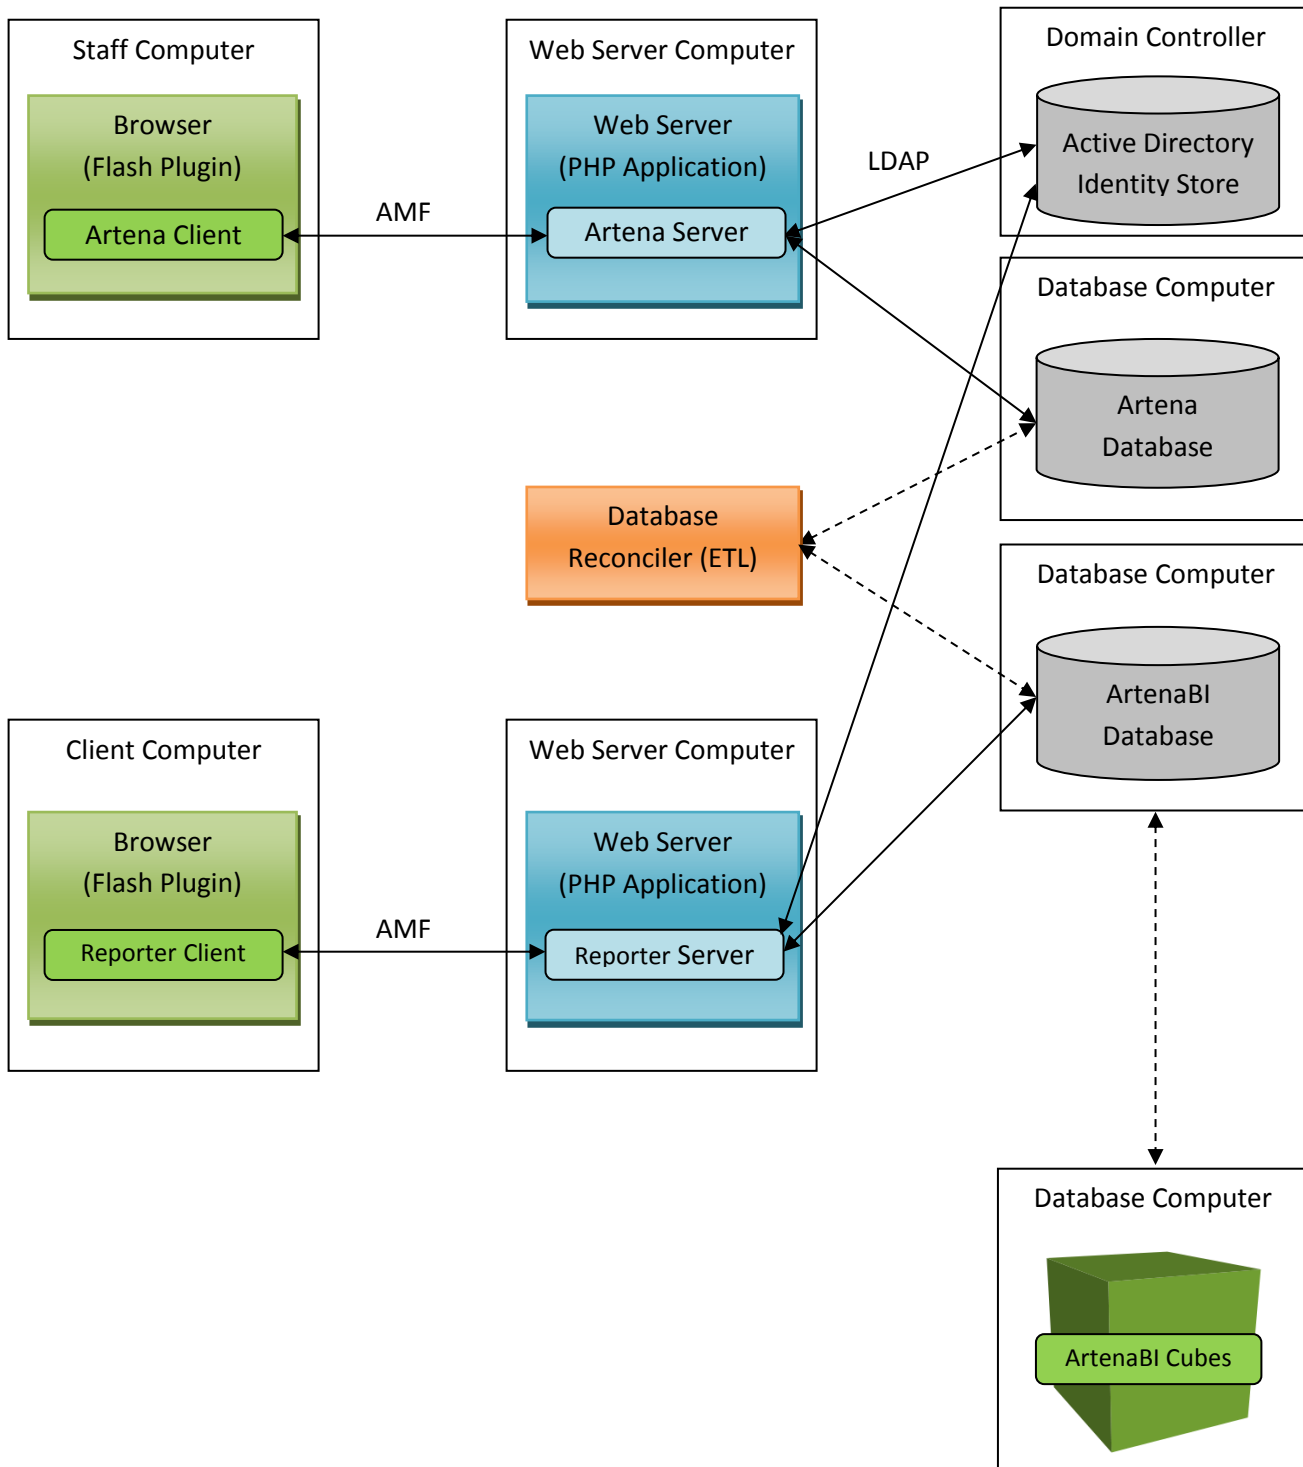 Staff Computer
Browser
(Flash Plugin)
Artena Client
AMF
Web Server Computer
Web Server
(PHP Application)
Artena Server
LDAP
Domain Controller
Active Directory
Identity Store
Database Computer
Artena
Database
Database
Reconciler (ETL)
Database Computer
ArtenaBI
Database
Client Computer
Browser
(Flash Plugin)
Reporter Client
AMF
Web Server Computer
Web Server
(PHP Application)
Reporter Server
Database Computer
ArtenaBI Cubes